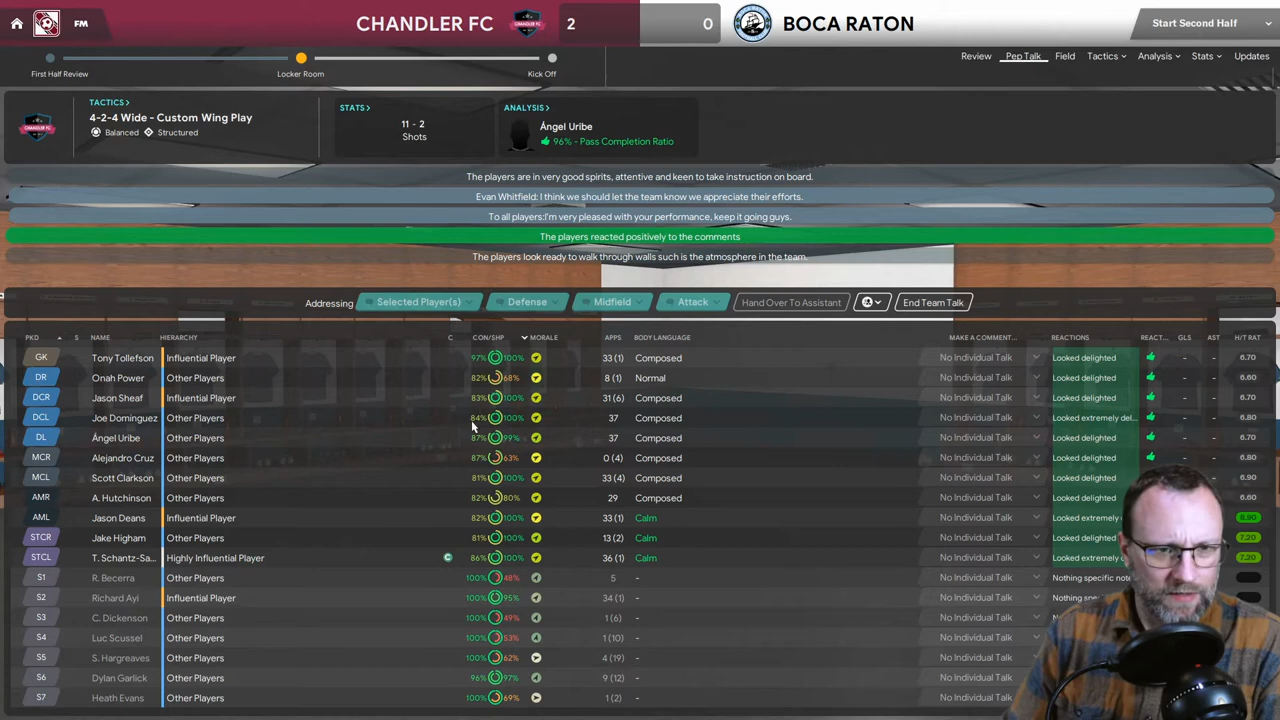 FM CHANDLER FC CHANDLER FC 2 0 BOCA RATON Start Second Half
First Half Review Locker Room Kick Off Review Pep Talk Field Tactics Analysis Stats Updates
TACTICS> 4-2-4 Wide - Custom Wing Play
Balanced Structured
STATS> 11 - 2
Shots
ANALYSIS> Ángel Uribe
96% - Pass Completion Ratio
The players are in very good spirits, attentive and keen to take instruction on board.
Evan Whitfield: I think we should let the team know we appreciate their efforts.
To all players:I'm very pleased with your performance, keep it going guys.
The players reacted positively to the comments
The players look ready to walk through walls such is the atmosphere in the team.
Addressing Selected Player(s) Defense Midfield Attack Hand Over To Assistant End Team Talk
PKD S NAME HIERARCHY C CON/SHP MORALE APPS BODY LANGUAGE MAKE A COMMENT... REACTIONS REACT... GLS AST H/T RAT
GK Tony Tollefson Influential Player 97% 100% 33 (1) Composed No Individual Talk Looked delighted 6.70
DR Onah Power Other Players 82% 68% 8 (1) Normal No Individual Talk Looked delighted 6.60
DCR Jason Sheaf Influential Player 83% 100% 31 (6) Composed No Individual Talk Looked delighted 6.70
DCL Joe Domínguez Other Players 84% 100% 37 Composed No Individual Talk Looked extremely del... 6.80
DL Ángel Uribe Other Players 87% 99% 37 Composed No Individual Talk Looked delighted 6.70
MCR Alejandro Cruz Other Players 87% 63% 0 (4) Composed No Individual Talk Looked delighted 6.80
MCL Scott Clarkson Other Players 81% 100% 33 (4) Composed No Individual Talk Looked delighted 6.90
AMR A. Hutchinson Other Players 82% 80% 29 Composed No Individual Talk Looked delighted 6.60
AML Jason Deans Influential Player 82% 100% 33 (1) Calm No Individual Talk Looked extremely 8.90
STCR Jake Higham Other Players 81% 100% 13 (2) Calm No Individual Talk Looked delighted 7.20
STCL T. Schantz-Sa... Highly Influential Player C 86% 100% 36 (1) Calm No Individual Talk Looked extremely 7.20
S1 R. Becerra Other Players 100% 48% 5 - No Individual Talk Nothing specific note
S2 Richard Ayi Influential Player 100% 95% 34 (1) - No Individual Talk Nothing spec
S3 C. Dickenson Other Players 100% 49% 1 (6) - No Individual Talk Nothing
S4 Luc Scussel Other Players 100% 53% 1 (10) - No Individual Talk
S5 S. Hargreaves Other Players 100% 62% 4 (19) - No Individual Talk
S6 Dylan Garlick Other Players 96% 97% 9 (12) - No Individual Talk
S7 Heath Evans Other Players 100% 69% 1 (2) - No Individual Talk